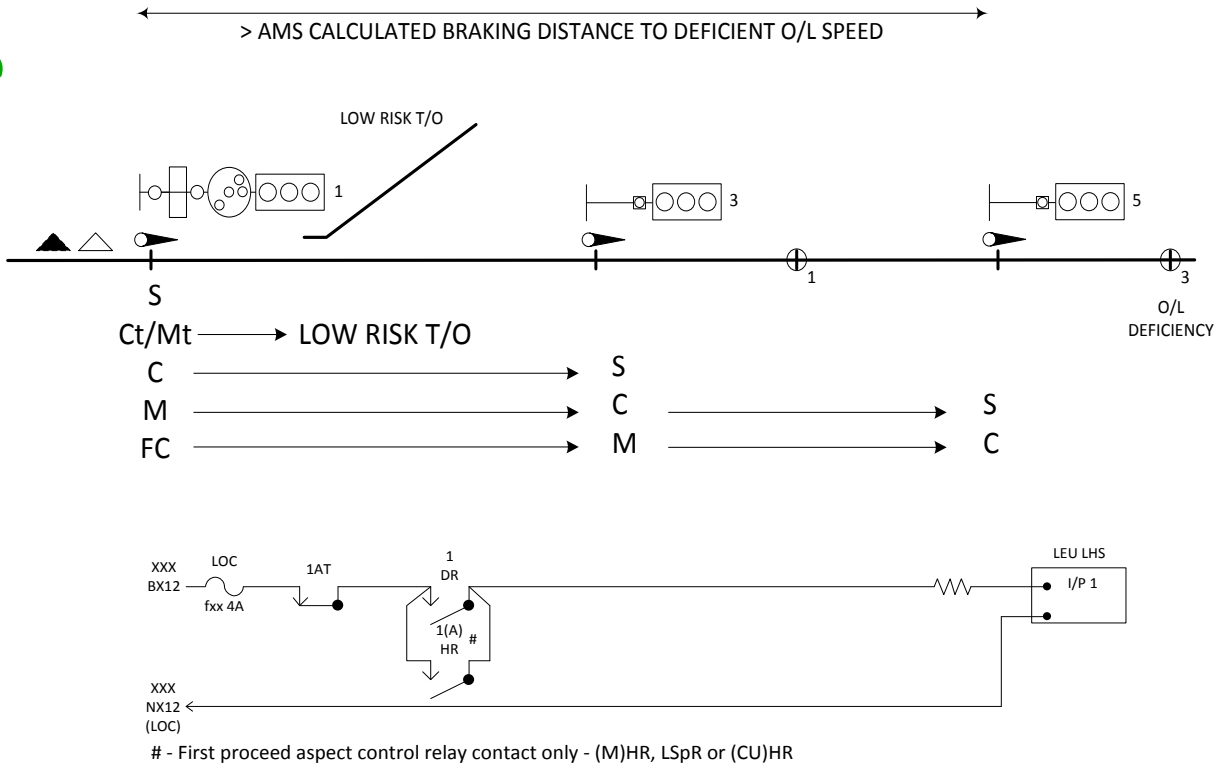 > AMS CALCULATED BRAKING DISTANCE TO DEFICIENT O/L SPEED
LOW RISK T/O
1
3
5
1
3
O/L
DEFICIENCY
S
Ct/Mt LOW RISK T/O
C S
M C S
FC M C
XXX
BX12
LOC
fxx 4A
1AT
1
DR
1(A)
HR
#
LEU LHS
I/P 1
XXX
NX12
(LOC)
# - First proceed aspect control relay contact only - (M)HR, LSpR or (CU)HR